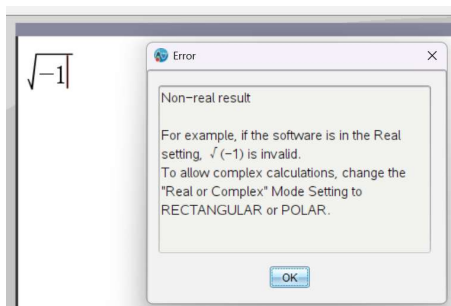 √−1
Error
Non-real result
For example, if the software is in the Real
setting, √(−1) is invalid.
To allow complex calculations, change the
"Real or Complex" Mode Setting to
RECTANGULAR or POLAR.
OK